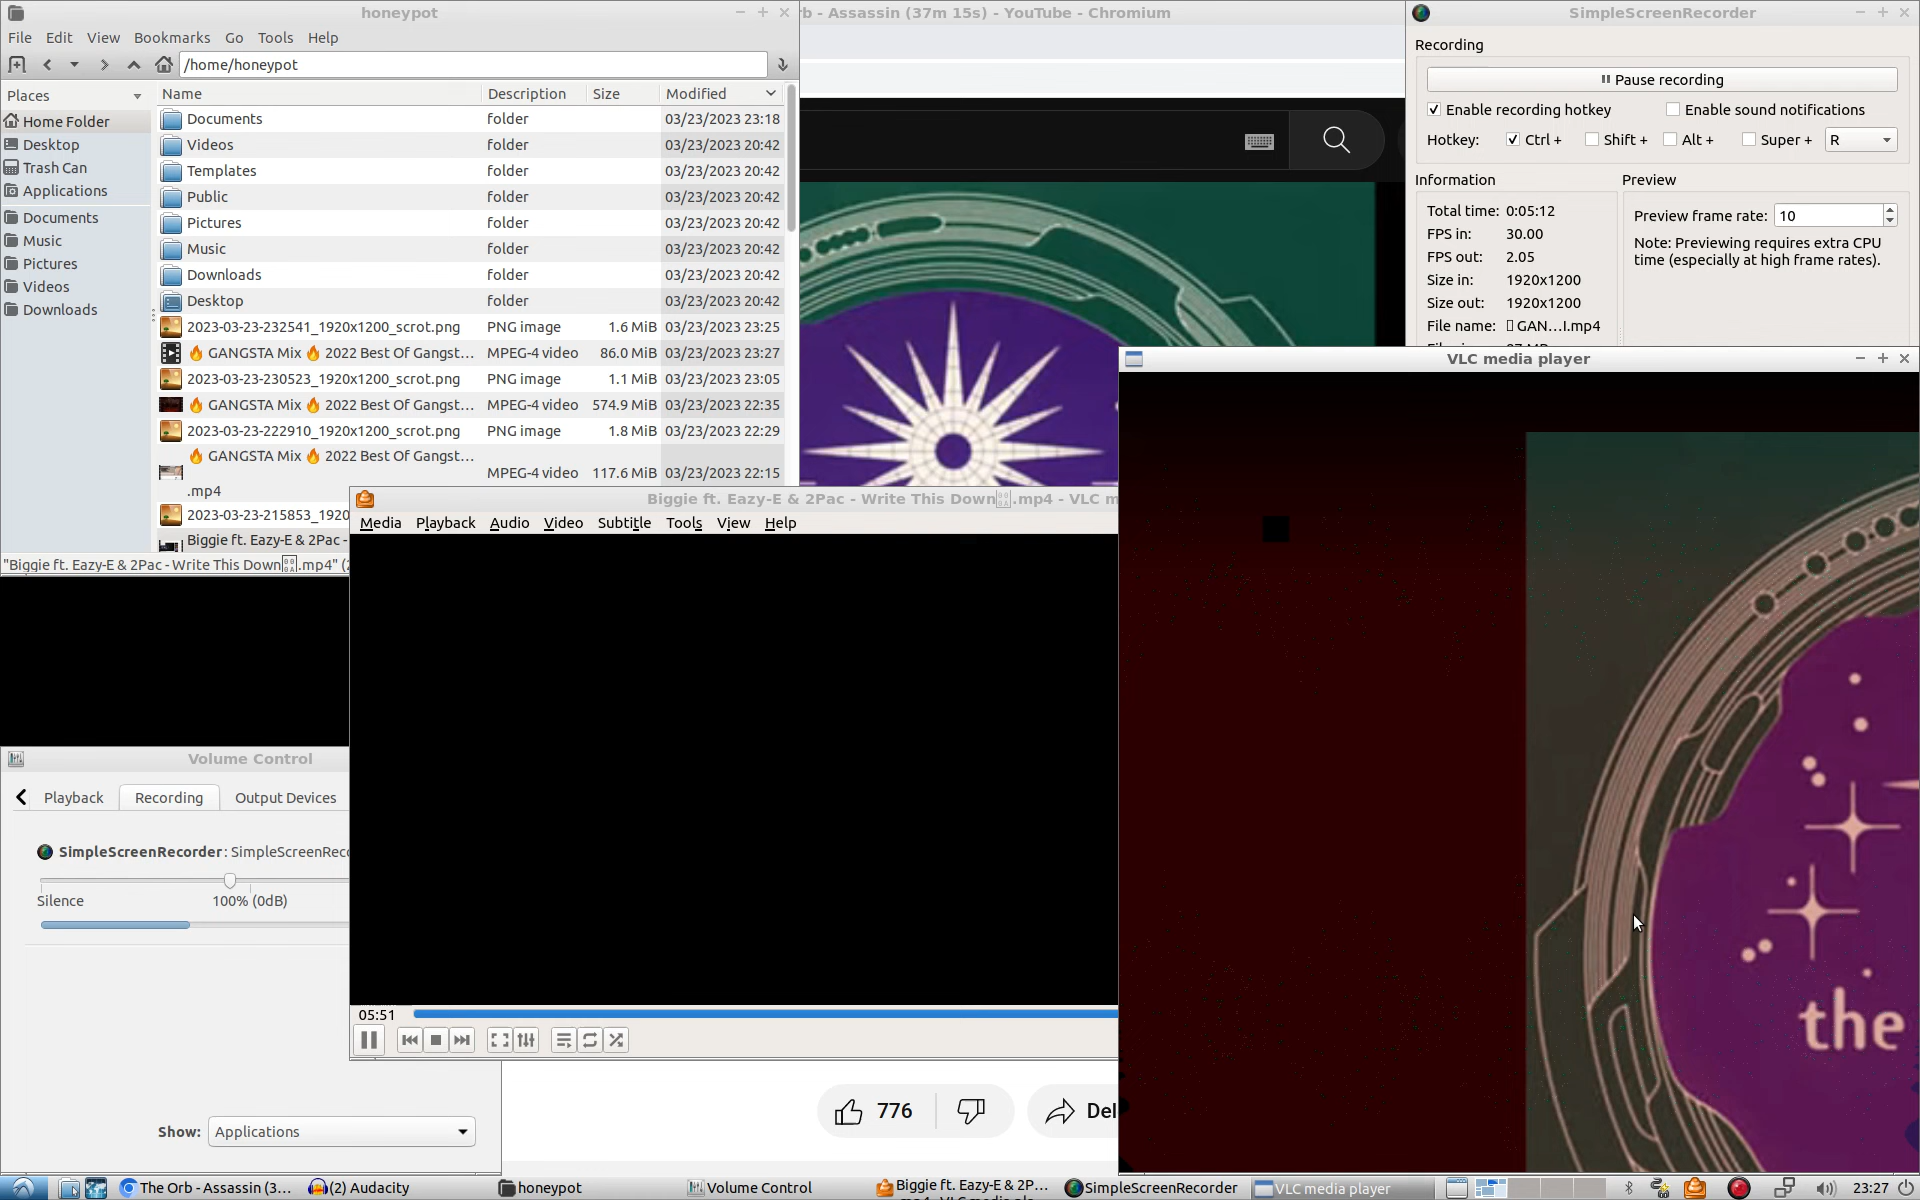 honeypot
rb - Assassin (37m 15s) - YouTube - Chromium
SimpleScreenRecorder
File Edit View Bookmarks Go Tools Help
/home/honeypot
Places
Name Description Size Modified
Home Folder
Desktop
Trash Can
Applications
Documents
Music
Pictures
Videos
Downloads
Documents folder 03/23/2023 23:18
Videos folder 03/23/2023 20:42
Templates folder 03/23/2023 20:42
Public folder 03/23/2023 20:42
Pictures folder 03/23/2023 20:42
Music folder 03/23/2023 20:42
Downloads folder 03/23/2023 20:42
Desktop folder 03/23/2023 20:42
2023-03-23-232541_1920x1200_scrot.png PNG image 1.6 MiB 03/23/2023 23:25
🔥 GANGSTA Mix 🔥 2022 Best Of Gangst... MPEG-4 video 86.0 MiB 03/23/2023 23:27
2023-03-23-230523_1920x1200_scrot.png PNG image 1.1 MiB 03/23/2023 23:05
🔥 GANGSTA Mix 🔥 2022 Best Of Gangst... MPEG-4 video 574.9 MiB 03/23/2023 22:35
2023-03-23-222910_1920x1200_scrot.png PNG image 1.8 MiB 03/23/2023 22:29
🔥 GANGSTA Mix 🔥 2022 Best Of Gangst...
.mp4 MPEG-4 video 117.6 MiB 03/23/2023 22:15
2023-03-23-215853_1920
Biggie ft. Eazy-E & 2Pac -
"Biggie ft. Eazy-E & 2Pac - Write This Down.mp4" (
Recording
Pause recording
Enable recording hotkey Enable sound notifications
Hotkey: Ctrl + Shift + Alt + Super + R
Information
Total time: 0:05:12
FPS in: 30.00
FPS out: 2.05
Size in: 1920x1200
Size out: 1920x1200
File name: GAN...I.mp4
Preview
Preview frame rate: 10
Note: Previewing requires extra CPU
time (especially at high frame rates).
VLC media player
the
Biggie ft. Eazy-E & 2Pac - Write This Down.mp4 - VLC m
Media Playback Audio Video Subtitle Tools View Help
05:51
Volume Control
Playback Recording Output Devices
SimpleScreenRecorder: SimpleScreenReco
Silence 100% (0dB)
Show: Applications
776
Del
The Orb - Assassin (3... (2) Audacity honeypot Volume Control Biggie ft. Eazy-E & 2P... SimpleScreenRecorder VLC media player 23:27